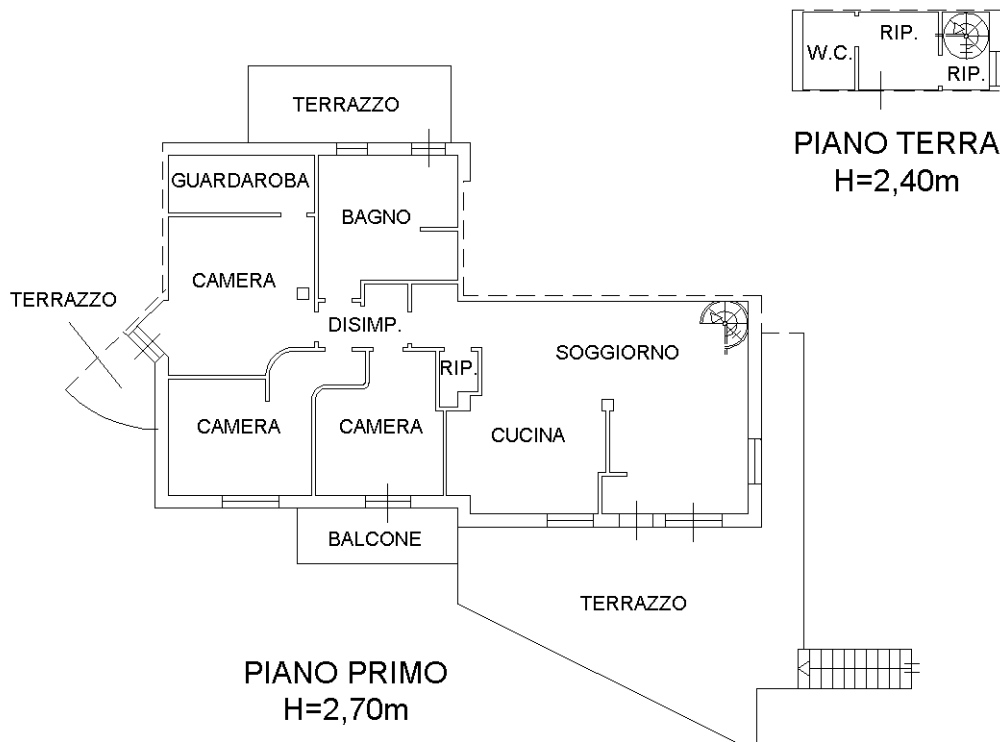 RIP.
W.C.
RIP.
PIANO TERRA
H=2,40m
TERRAZZO
GUARDAROBA
BAGNO
CAMERA
TERRAZZO
DISIMP.
SOGGIORNO
RIP.
CAMERA
CAMERA
CUCINA
BALCONE
TERRAZZO
PIANO PRIMO
H=2,70m